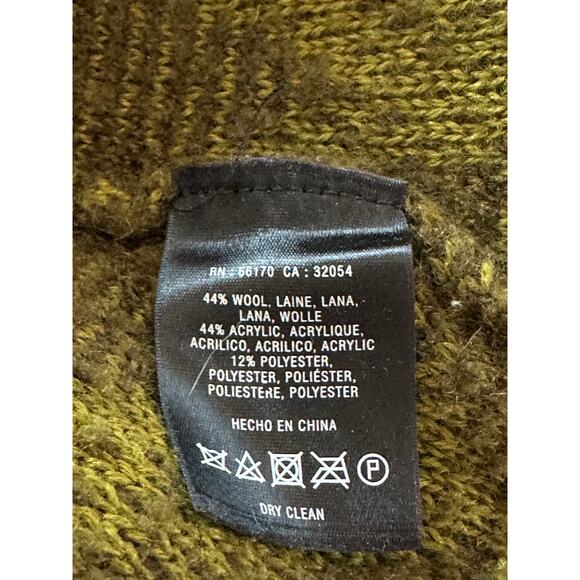 RN : 66170 CA : 32054
44% WOOL, LAINE, LANA,
LANA, WOLLE
44% ACRYLIC, ACRYLIQUE,
ACRILICO, ACRILICO, ACRYLIC
12% POLYESTER,
POLYESTER, POLIÉSTER,
POLIESTERE, POLYESTER
HECHO EN CHINA
P
DRY CLEAN